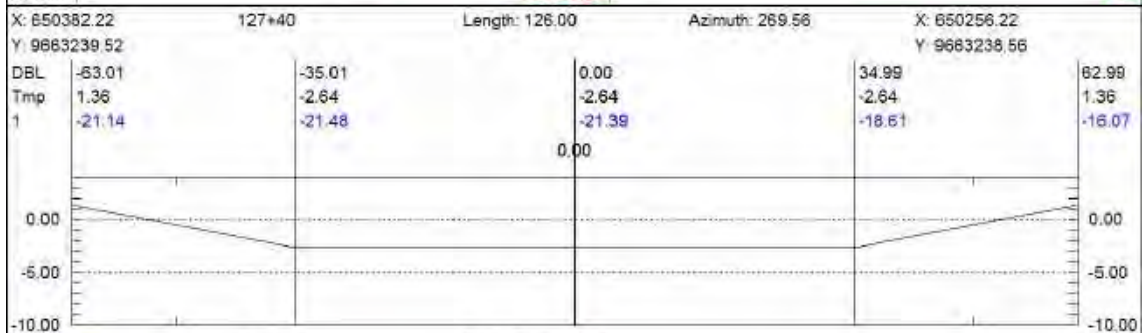 X: 650382.22 127+40 Length: 126.00 Azimuth: 269.56 X: 650256.22
Y: 9663239.52 Y: 9663238.56
DBL -63.01 -35.01 0.00 34.99 62.99
Tmp 1.36 -2.64 -2.64 -2.64 1.36
1 -21.14 -21.48 -21.39 -18.61 -16.07
0.00
0.00 0.00
-5.00 -5.00
-10.00 -10.00